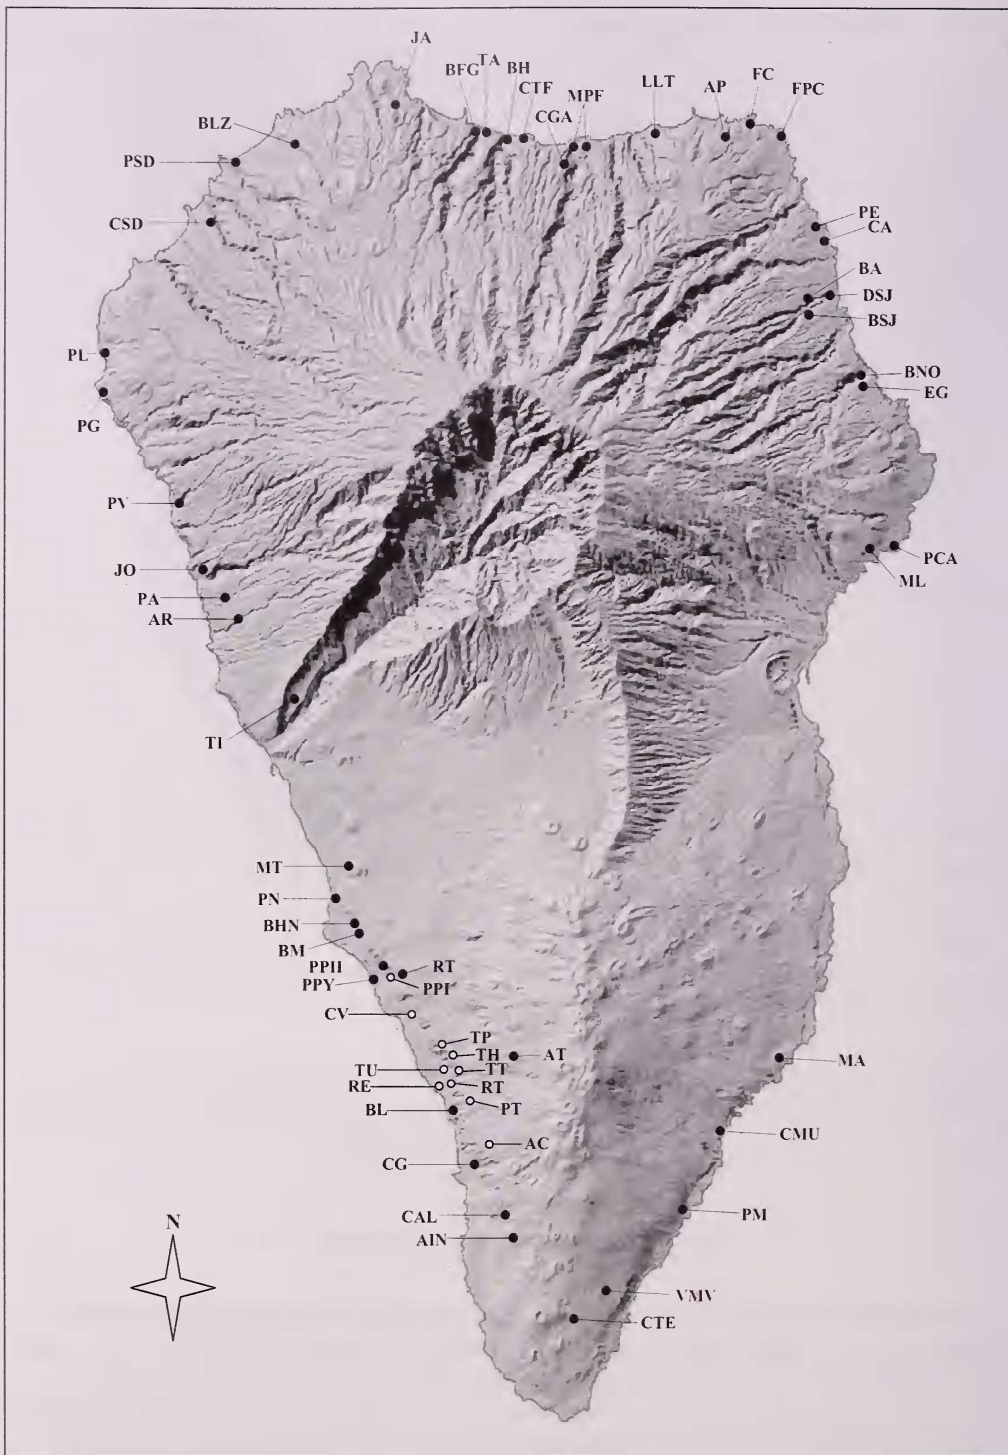 JA
BFG
TA
BH
CTF
CGA
MPF
LLT
AP
FC
FPC
BLZ
PSD
CSD
PE
CA
BA
DSJ
BSJ
PL
PG
BNO
EG
PV
JO
PA
AR
PCA
ML
TI
MT
PN
BHN
BM
PPH
PPY
RT
PPI
CV
TP
TH
AT
TU
TT
RE
RT
BL
PT
MA
AC
CG
CMU
CAL
AIN
PM
N
VMV
CTE